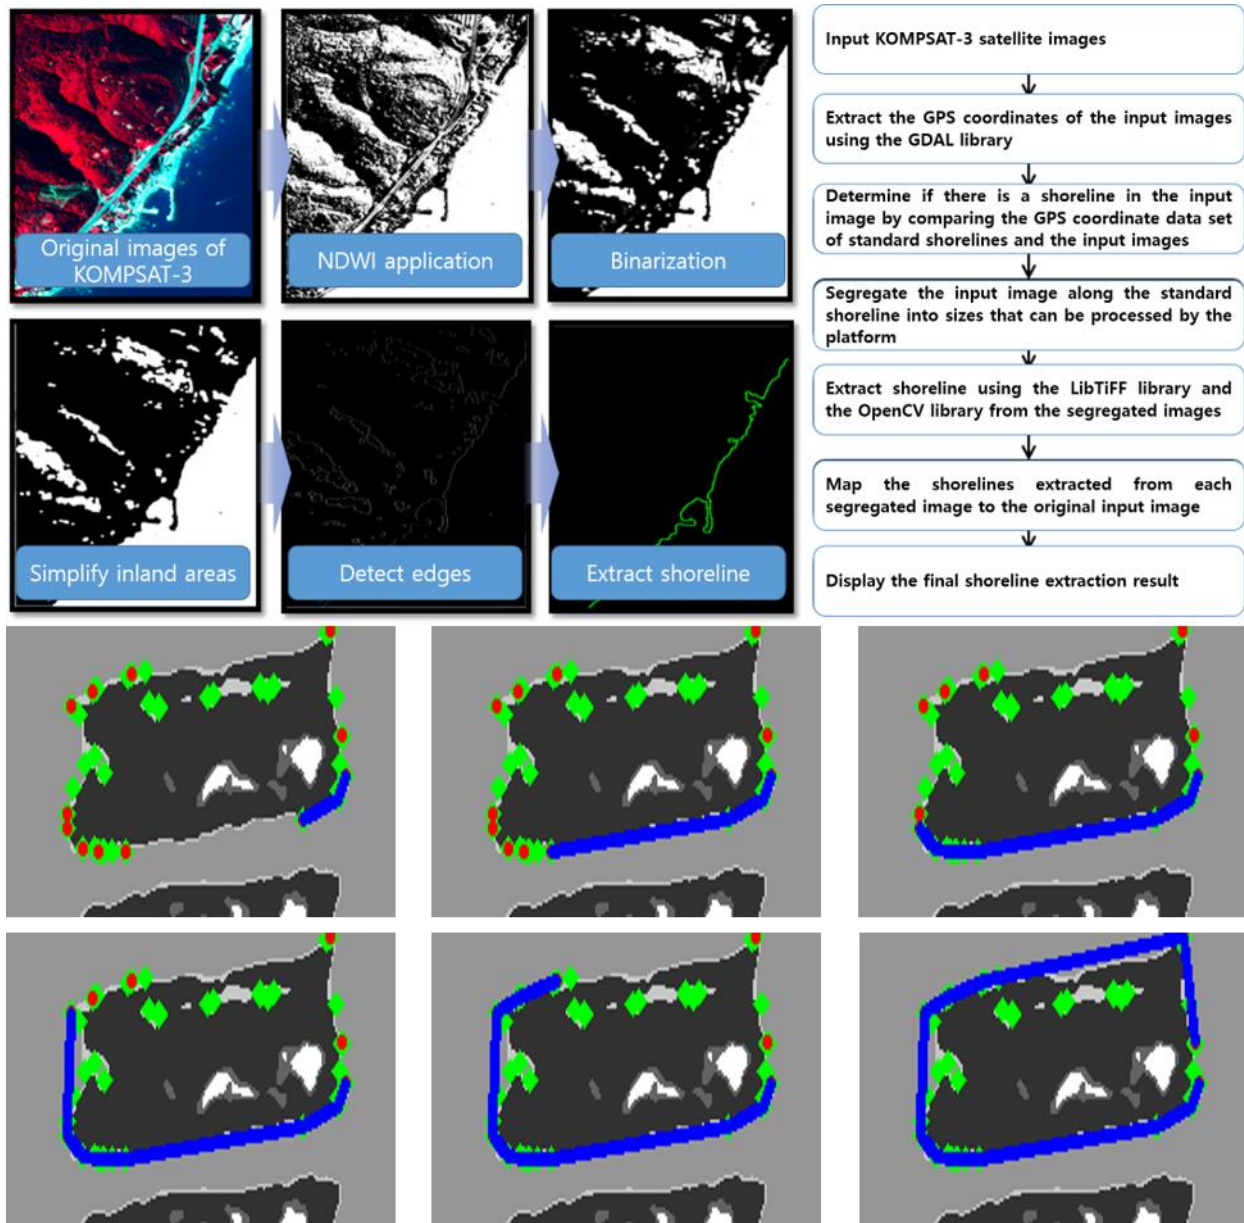 Original images of
KOMPSAT-3
NDWI application
Binarization
Simplify inland areas
Detect edges
Extract shoreline
Input KOMPSAT-3 satellite images
Extract the GPS coordinates of the input images
using the GDAL library
Determine if there is a shoreline in the input
image by comparing the GPS coordinate data set
of standard shorelines and the input images
Segregate the input image along the standard
shoreline into sizes that can be processed by the
platform
Extract shoreline using the LibTiFF library and
the OpenCV library from the segregated images
Map the shorelines extracted from each
segregated image to the original input image
Display the final shoreline extraction result